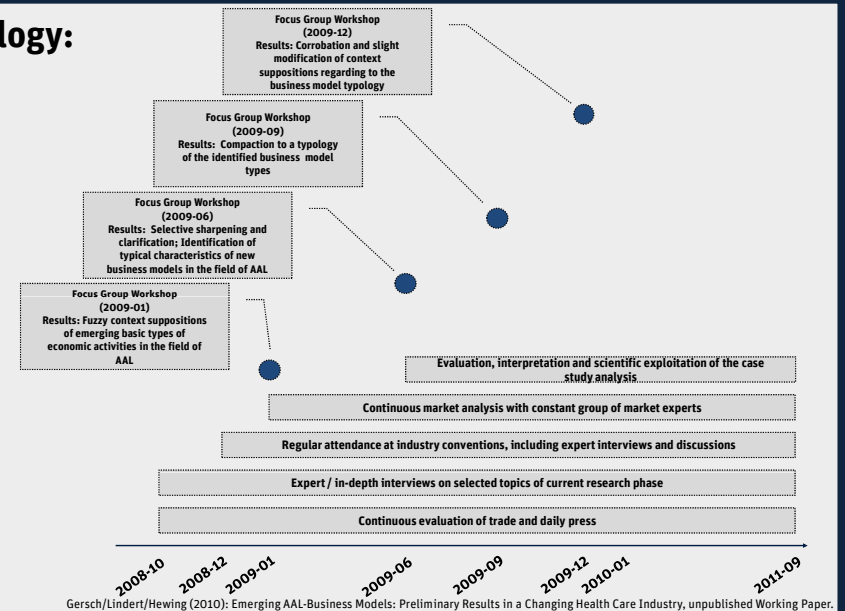 logy:
Focus Group Workshop
(2009-12)
Results: Corrobation and slight
modification of context
suppositions regarding to the
business model typology
Focus Group Workshop
(2009-09)
Results: Compaction to a typology
of the identified business model
types
Focus Group Workshop
(2009-06)
Results: Selective sharpening and
clarification; Identification of
typical characteristics of new
business models in the field of AAL
Focus Group Workshop
(2009-01)
Results: Fuzzy context suppositions
of emerging basic types of
economic activities in the field of
AAL
Evaluation, interpretation and scientific exploitation of the case
study analysis
Continuous market analysis with constant group of market experts
Regular attendance at industry conventions, including expert interviews and discussions
Expert / in-depth interviews on selected topics of current research phase
Continuous evaluation of trade and daily press
2008-10
2008-12
2009-01
2009-06
2009-09
2009-12
2010-01
2011-09
Gersch/Lindert/Hewing (2010): Emerging AAL-Business Models: Preliminary Results in a Changing Health Care Industry, unpublished Working Paper.